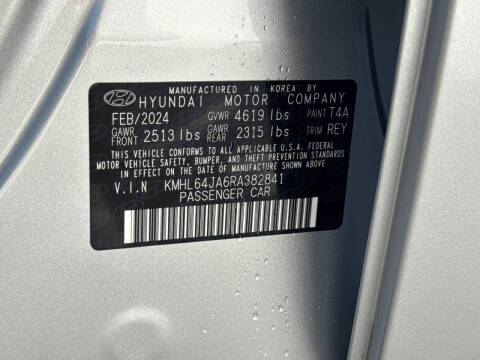 MANUFACTURED IN KOREA BY
HYUNDAI MOTOR COMPANY
FEB/2024 GVWR 4619 lbs PAINT T4A
GAWR FRONT 2513 lbs GAWR REAR 2315 lbs TRIM REY
THIS VEHICLE CONFORMS TO ALL APPLICABLE U.S.A. FEDERAL
MOTOR VEHICLE SAFETY, BUMPER, AND THEFT PREVENTION STANDARDS
IN EFFECT ON THE DATE OF MANUFACTURE SHOWN ABOVE.
V.I.N KMHL64JA6RA382841
PASSENGER CAR